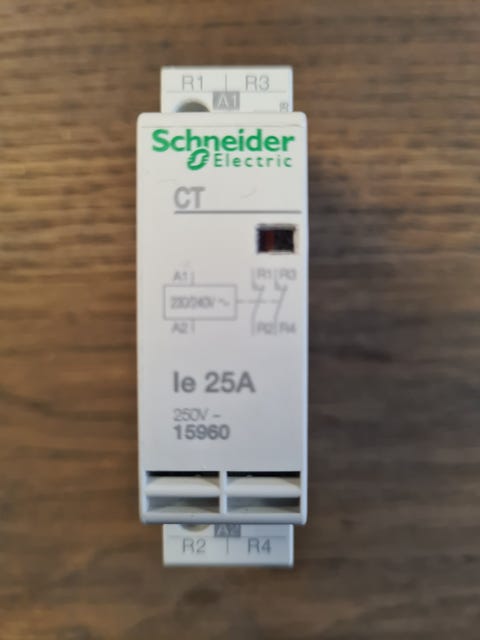 R1 R3
A1
Schneider
Electric
CT
A1 R1 R3
230/240V ~
A2 R2 R4
Ie 25A
250V ~
15960
A2
R2 R4